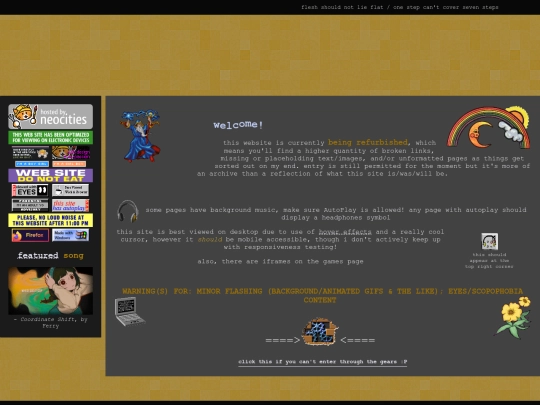 flesh should not lie flat / one step can't cover seven steps
hosted by
neocities
THIS WEB SITE HAS BEEN OPTIMIZED
FOR VIEWING ON ELECTRONIC DEVICES
WEB SITE
DO NOT EAT
EYES
PLEASE, NO LOUD NOISE AT
THIS WEBSITE AFTER 11:00 PM
Firefox
Made with
Windows
featured song
- Coordinate Shift, by
Ferry
welcome!
this website is currently being refurbished, which
means you'll find a higher quantity of broken links,
missing or placeholding text/images, and/or unformatted pages as things get
sorted out on my end. entry is still permitted for the moment but it's more of
an archive than a reflection of what this site is/was/will be.
some pages have background music, make sure AutoPlay is allowed! any page with autoplay should
display a headphones symbol
this site is best viewed on desktop due to use of hover effects and a really cool
cursor, however it should be mobile accessible, though i don't actively keep up
with responsiveness testing!
also, there are iframes on the games page
this should
appear at the
top right corner
WARNING(S) FOR: MINOR FLASHING (BACKGROUND/ANIMATED GIFS & THE LIKE); EYES/SCOPOPHOBIA
CONTENT
====> <====
click this if you can't enter through the gears :P